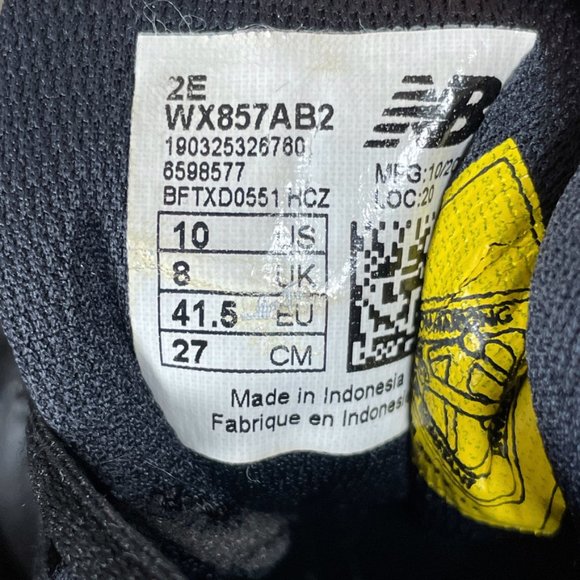 2E
WX857AB2
190325326760
6598577
BFTXD0551 HCZ
NB
MFG:10/20
LOC:20
10 US
8 UK
41.5 EU
27 CM
Made in Indonesia
Fabrique en Indonesie